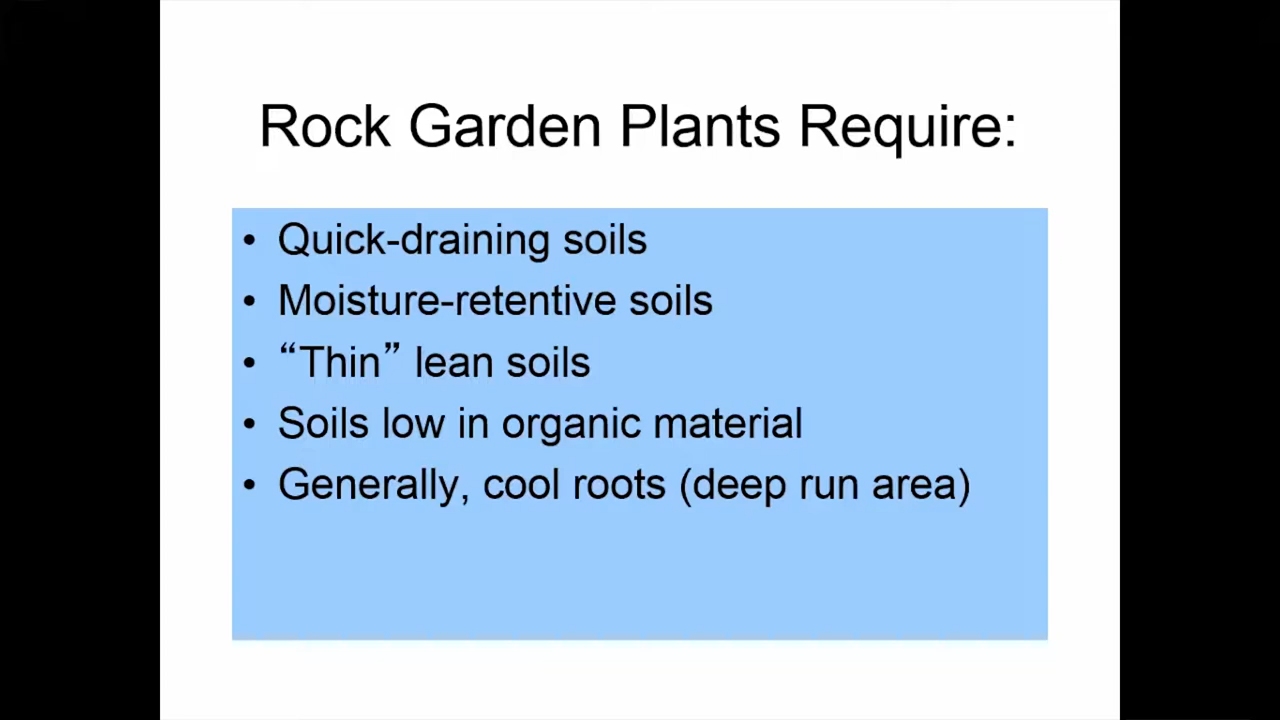 Rock Garden Plants Require:
• Quick-draining soils
• Moisture-retentive soils
• “Thin” lean soils
• Soils low in organic material
• Generally, cool roots (deep run area)